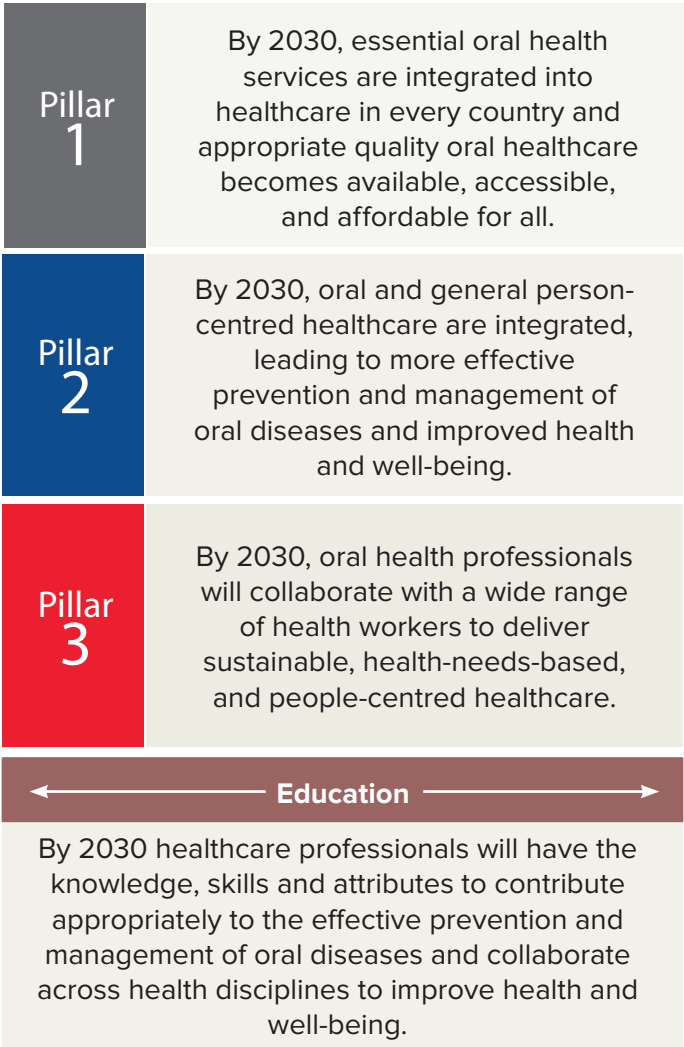 Pillar
1
By 2030, essential oral health
services are integrated into
healthcare in every country and
appropriate quality oral healthcare
becomes available, accessible,
and affordable for all.
Pillar
2
By 2030, oral and general person-
centred healthcare are integrated,
leading to more effective
prevention and management of
oral diseases and improved health
and well-being.
Pillar
3
By 2030, oral health professionals
will collaborate with a wide range
of health workers to deliver
sustainable, health-needs-based,
and people-centred healthcare.
Education
By 2030 healthcare professionals will have the
knowledge, skills and attributes to contribute
appropriately to the effective prevention and
management of oral diseases and collaborate
across health disciplines to improve health and
well-being.